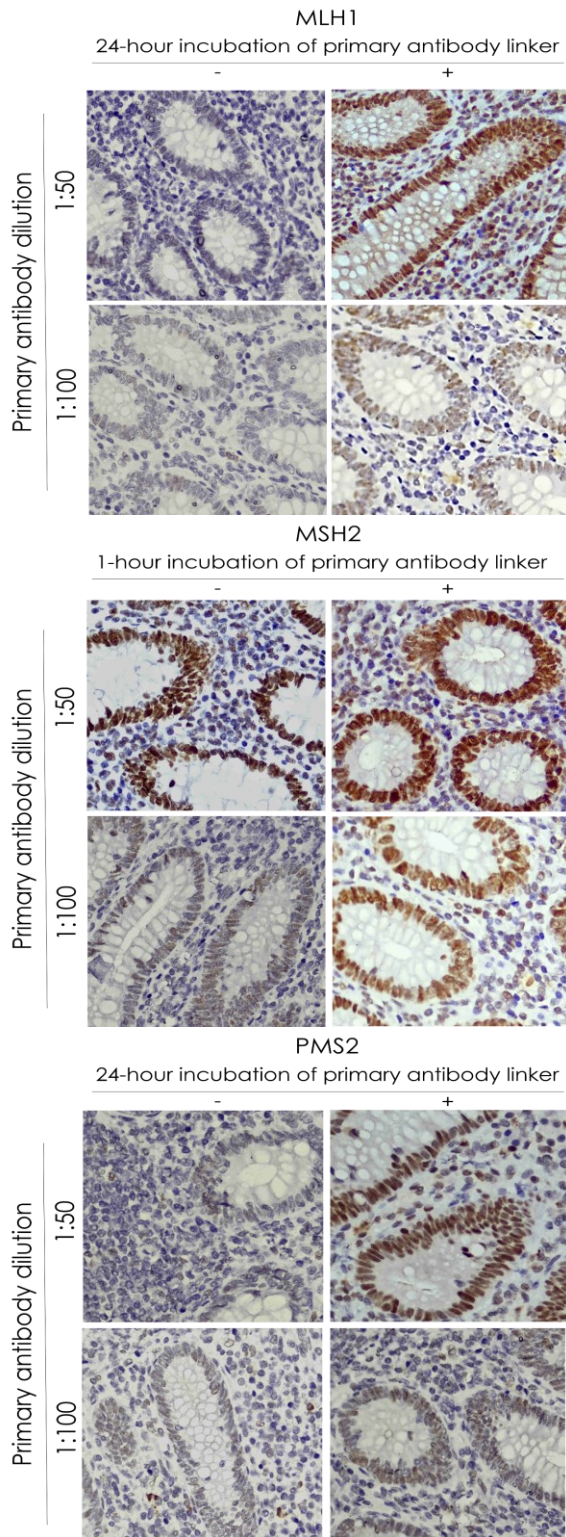 MLH1
24-hour incubation of primary antibody linker
- +
Primary antibody dilution
1:50
1:100
MSH2
1-hour incubation of primary antibody linker
- +
Primary antibody dilution
1:50
1:100
PMS2
24-hour incubation of primary antibody linker
- +
Primary antibody dilution
1:50
1:100